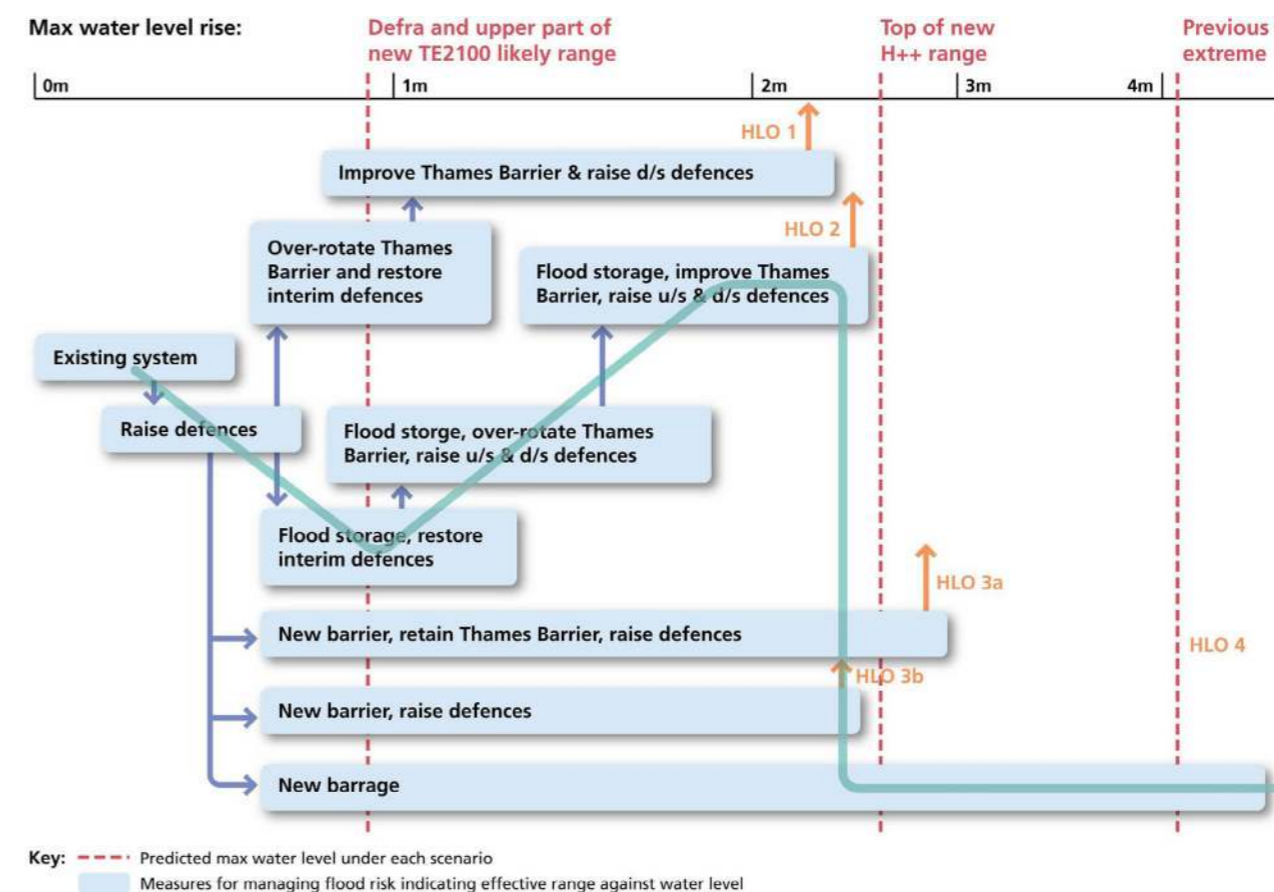 Max water level rise:
Defra and upper part of
new TE2100 likely range
Top of new
H++ range
Previous
extreme
0m
1m
2m
3m
4m
HLO 1
Improve Thames Barrier & raise d/s defences
HLO 2
Over-rotate Thames
Barrier and restore
interim defences
Flood storage, improve Thames
Barrier, raise u/s & d/s defences
Existing system
Raise defences
Flood storge, over-rotate Thames
Barrier, raise u/s & d/s defences
Flood storage, restore
interim defences
HLO 3a
New barrier, retain Thames Barrier, raise defences
HLO 4
HLO 3b
New barrier, raise defences
New barrage
Key:
Predicted max water level under each scenario
Measures for managing flood risk indicating effective range against water level